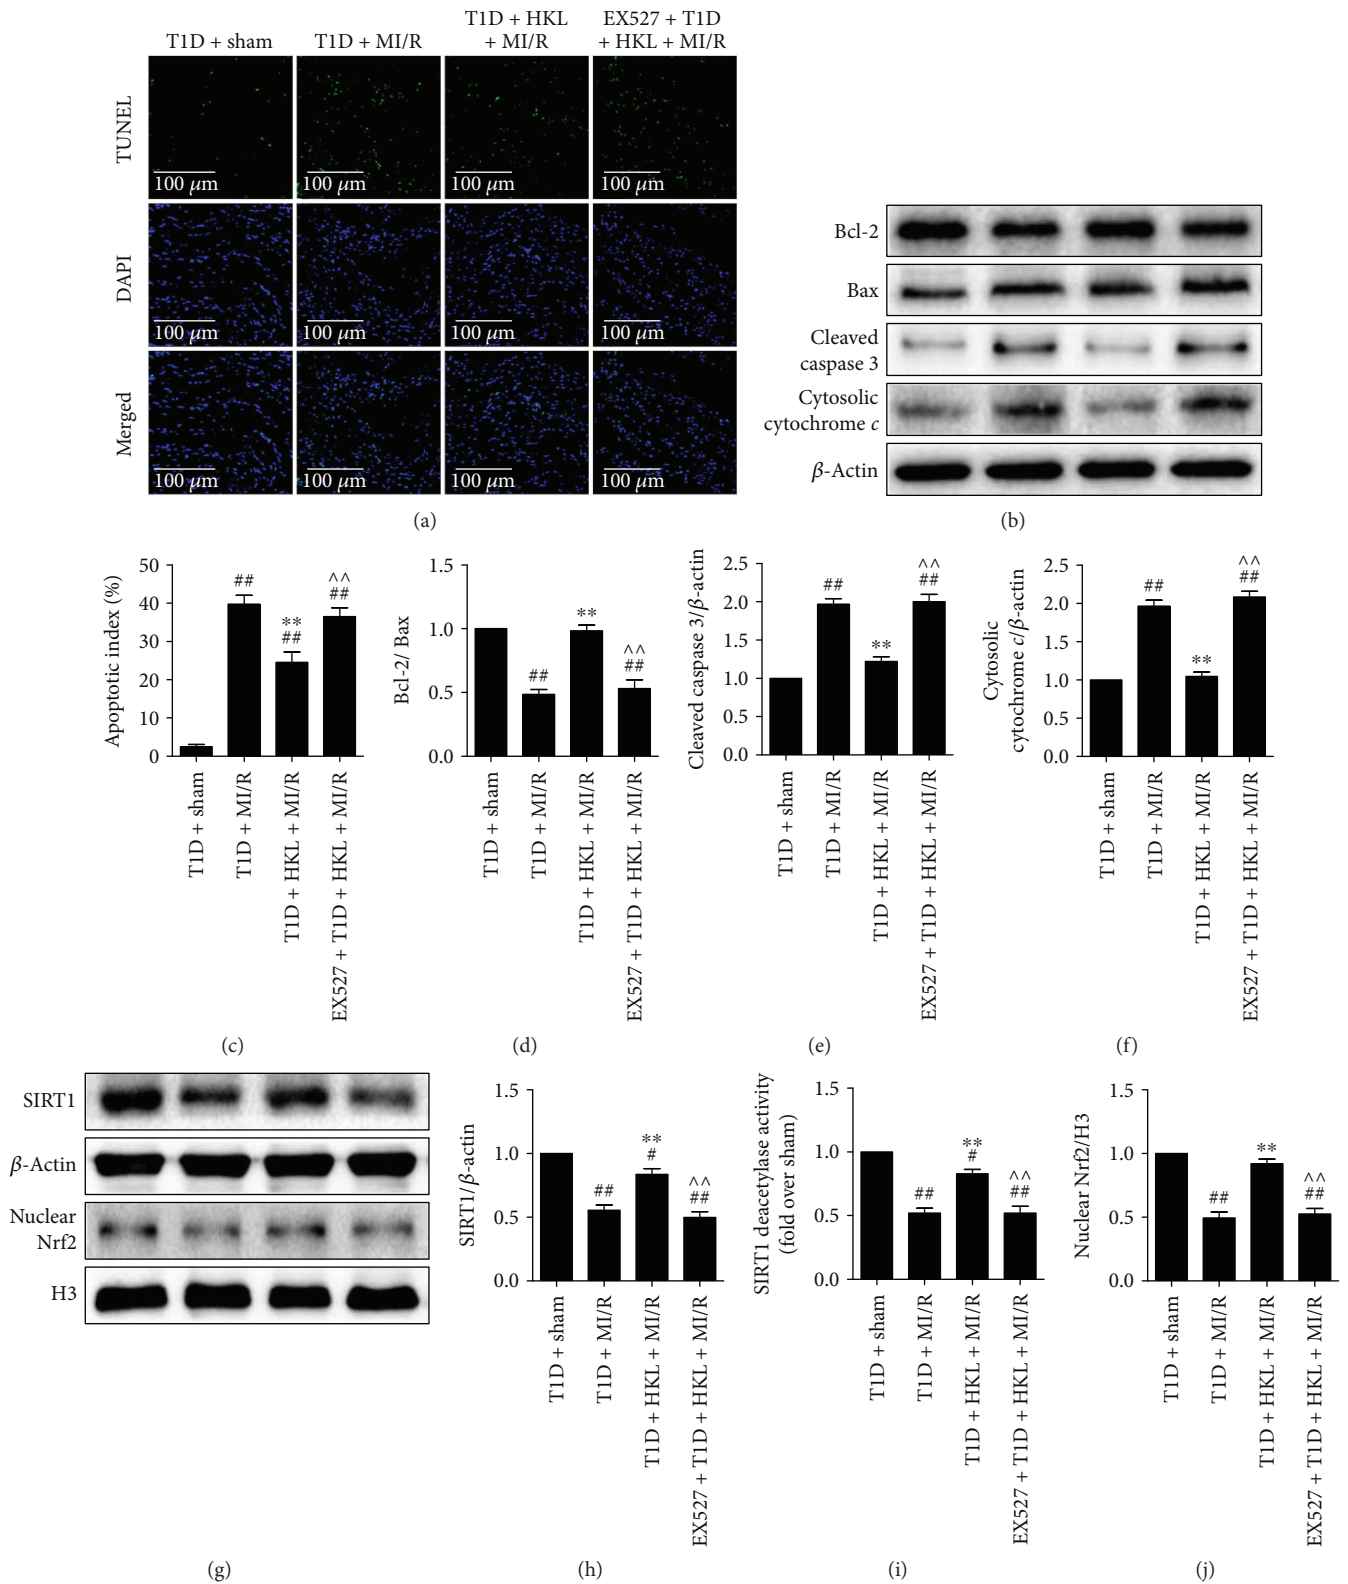 T1D + sham
T1D + MI/R
T1D + HKL
+ MI/R
EX527 + T1D
+ HKL + MI/R
TUNEL
100 μm
100 μm
100 μm
100 μm
DAPI
100 μm
100 μm
100 μm
100 μm
Merged
100 μm
100 μm
100 μm
100 μm
(a)
Bcl-2
Bax
Cleaved
caspase 3
Cytosolic
cytochrome c
β-Actin
(b)
Apoptotic index (%)
50
40
30
20
10
0
##
**
##
^^
##
T1D + sham
T1D + MI/R
T1D + HKL + MI/R
EX527 + T1D + HKL + MI/R
(c)
Bcl-2/ Bax
1.5
1.0
0.5
0.0
##
**
^^
##
T1D + sham
T1D + MI/R
T1D + HKL + MI/R
EX527 + T1D + HKL + MI/R
(d)
Cleaved caspase 3/β-actin
2.5
2.0
1.5
1.0
0.5
0.0
##
**
^^
##
T1D + sham
T1D + MI/R
T1D + HKL + MI/R
EX527 + T1D + HKL + MI/R
(e)
Cytosolic
cytochrome c/β-actin
2.5
2.0
1.5
1.0
0.5
0.0
##
**
^^
##
T1D + sham
T1D + MI/R
T1D + HKL + MI/R
EX527 + T1D + HKL + MI/R
(f)
SIRT1
β-Actin
Nuclear
Nrf2
H3
(g)
SIRT1/β-actin
1.5
1.0
0.5
0.0
##
**
#
^^
##
T1D + sham
T1D + MI/R
T1D + HKL + MI/R
EX527 + T1D + HKL + MI/R
(h)
SIRT1 deacetylase activity
(fold over sham)
1.5
1.0
0.5
0.0
##
**
#
^^
##
T1D + sham
T1D + MI/R
T1D + HKL + MI/R
EX527 + T1D + HKL + MI/R
(i)
Nuclear Nrf2/H3
1.5
1.0
0.5
0.0
##
**
^^
##
T1D + sham
T1D + MI/R
T1D + HKL + MI/R
EX527 + T1D + HKL + MI/R
(j)